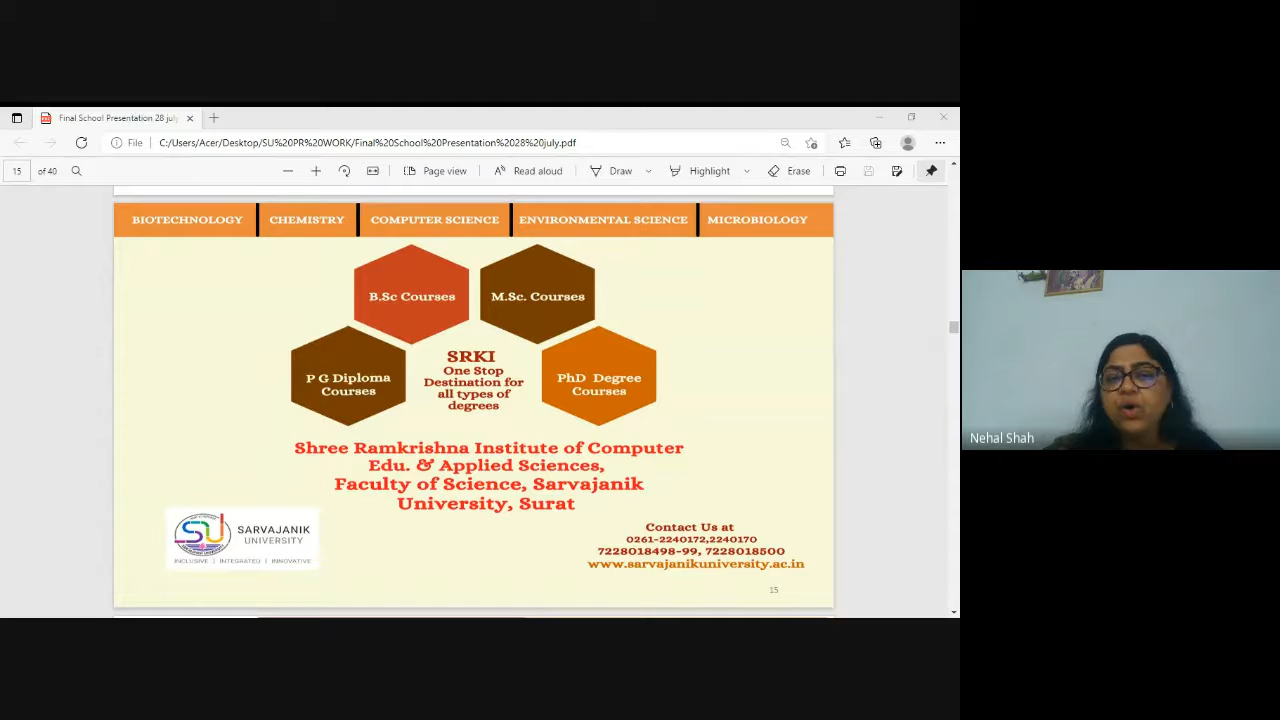 Final School Presentation 28 july
File
C:/Users/Acer/Desktop/SU%20PR%20WORK/Final%20School%20Presentation%2028%20july.pdf
15 of 40
Page view
Read aloud
Draw
Highlight
Erase
BIOTECHNOLOGY CHEMISTRY COMPUTER SCIENCE ENVIRONMENTAL SCIENCE MICROBIOLOGY
B.Sc Courses
M.Sc. Courses
P G Diploma
Courses
SRKI
One Stop
Destination for
all types of
degrees
PhD Degree
Courses
Shree Ramkrishna Institute of Computer
Edu. & Applied Sciences,
Faculty of Science, Sarvajanik
University, Surat
SU
SARVAJANIK
UNIVERSITY
INCLUSIVE | INTEGRATED | INNOVATIVE
Contact Us at
0261-2240172,2240170
7228018498-99, 7228018500
www.sarvajanikuniversity.ac.in
15
Nehal Shah